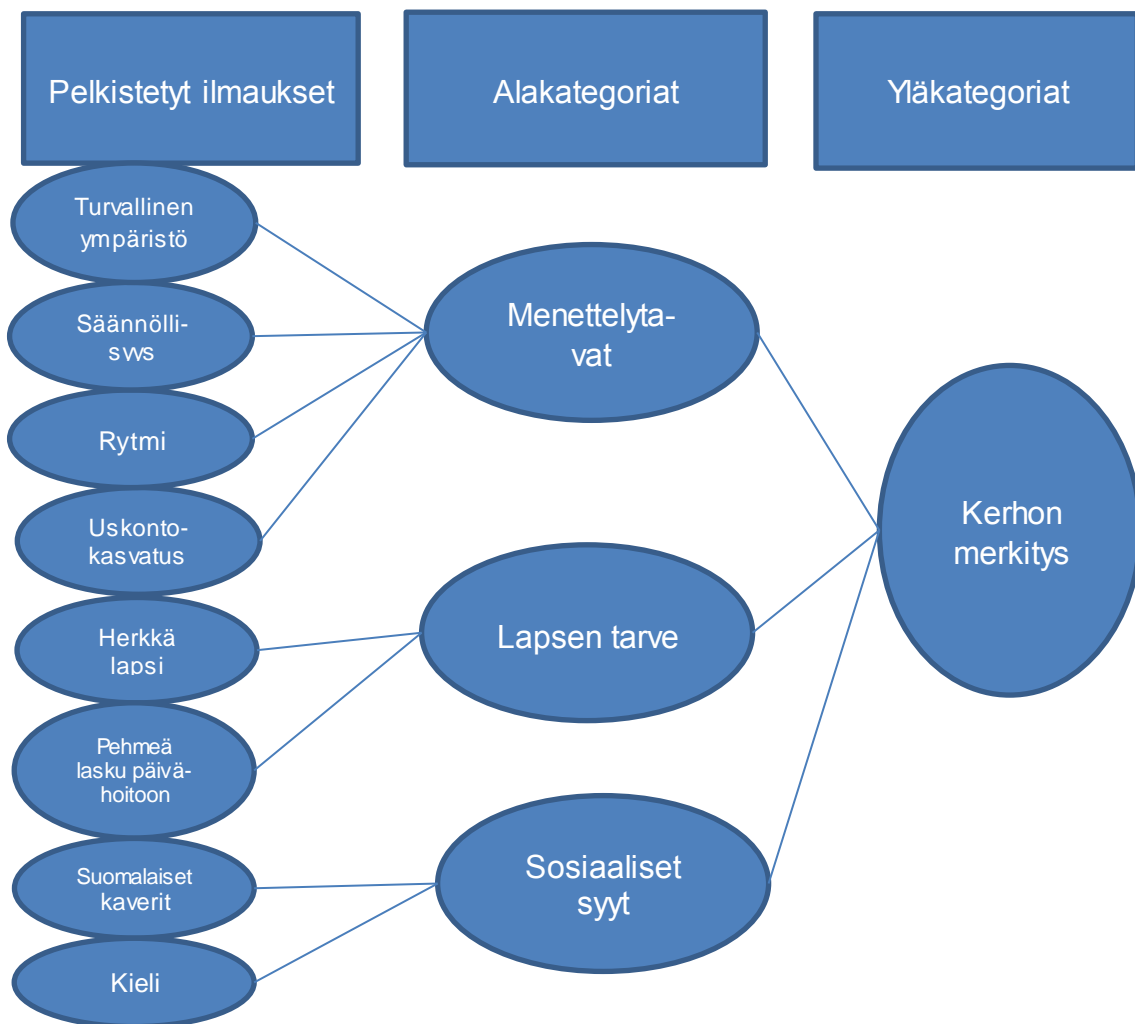 Pelkistetyt ilmaukset
Alakategoriat
Yläkategoriat
Turvallinen
ympäristö
Säännölli-
syys
Rytmi
Uskonto-
kasvatus
Herkkä
lapsi
Pehmeä
lasku päivä-
hoitoon
Suomalaiset
kaverit
Kieli
Menettelyta-
vat
Lapsen tarve
Sosiaaliset
syyt
Kerhon
merkitys